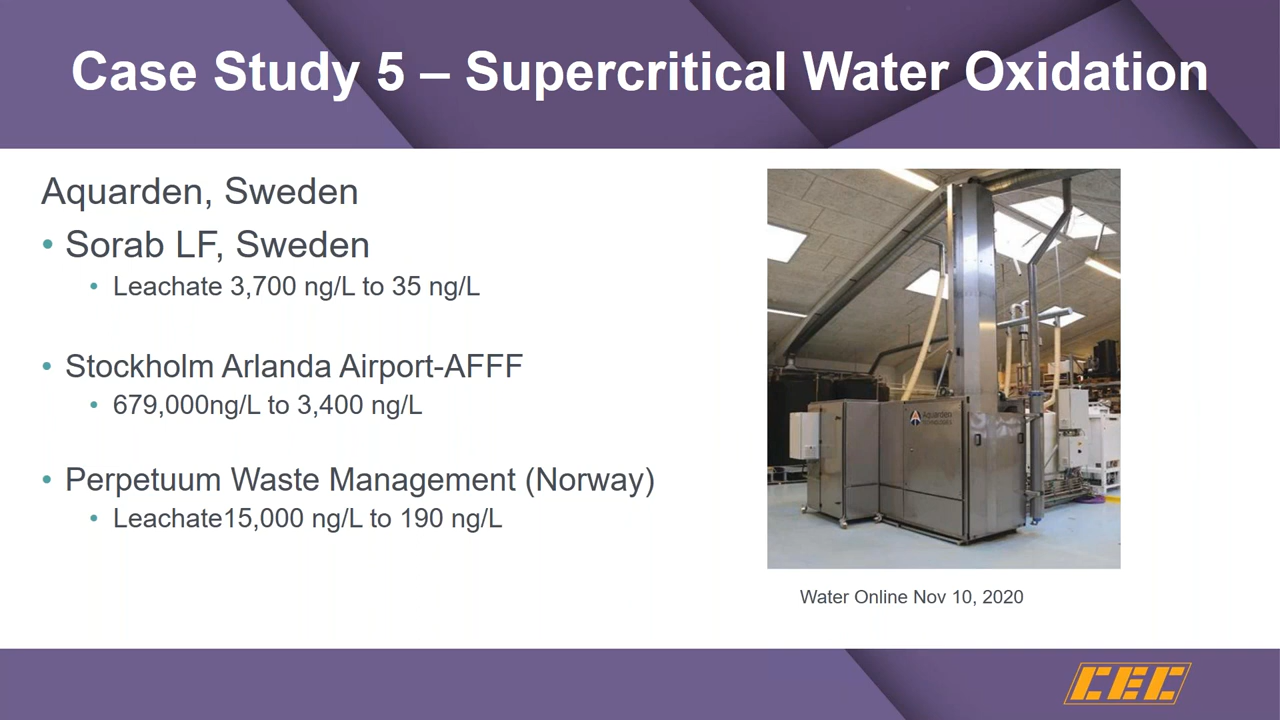 Case Study 5 – Supercritical Water Oxidation
Aquarden, Sweden
• Sorab LF, Sweden
• Leachate 3,700 ng/L to 35 ng/L
• Stockholm Arlanda Airport-AFFF
• 679,000ng/L to 3,400 ng/L
• Perpetuum Waste Management (Norway)
• Leachate15,000 ng/L to 190 ng/L
Aquarden
Water Online Nov 10, 2020
CEC